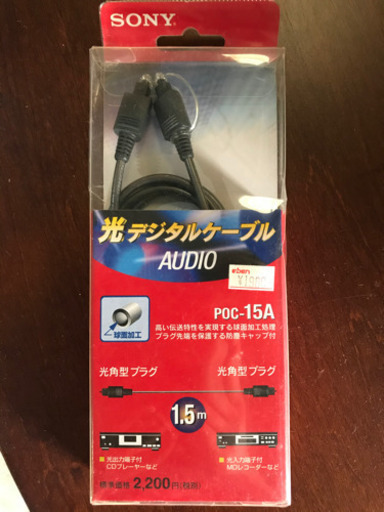 SONY
光デジタルケーブル
AUDIO
POC-15A
球面加工
高い伝送特性を実現する球面加工処理
プラグ先端を保護する防塵キャップ付
光角型プラグ 光角型プラグ
1.5m
光出力端子付 光入力端子付
CDプレーヤーなど MDレコーダーなど
標準価格 2,200円(税別)